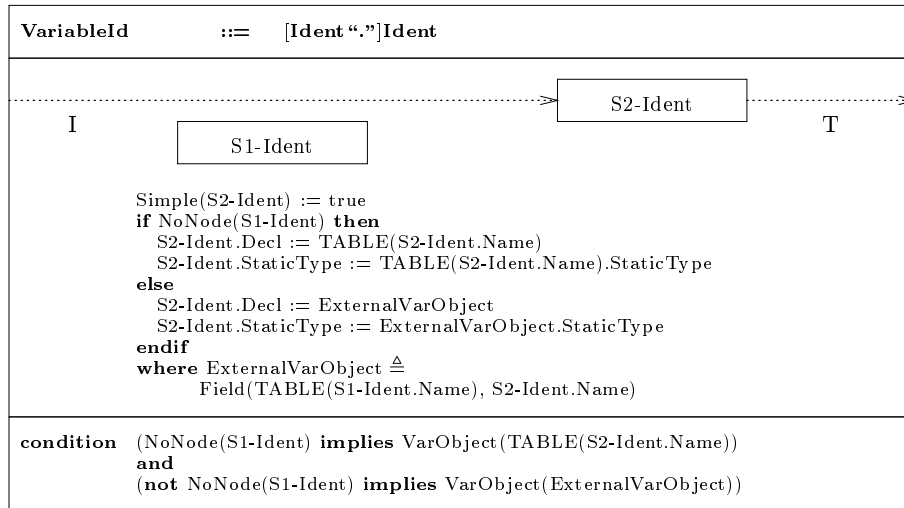 VariableId ::= [Ident“.”]Ident
S2-Ident
I
T
S1-Ident
Simple(S2-Ident) := true
if NoNode(S1-Ident) then
S2-Ident.Decl := TABLE(S2-Ident.Name)
S2-Ident.StaticType := TABLE(S2-Ident.Name).StaticType
else
S2-Ident.Decl := ExternalVarObject
S2-Ident.StaticType := ExternalVarObject.StaticType
endif
where ExternalVarObject ≜
Field(TABLE(S1-Ident.Name), S2-Ident.Name)
condition (NoNode(S1-Ident) implies VarObject(TABLE(S2-Ident.Name))
and
(not NoNode(S1-Ident) implies VarObject(ExternalVarObject))